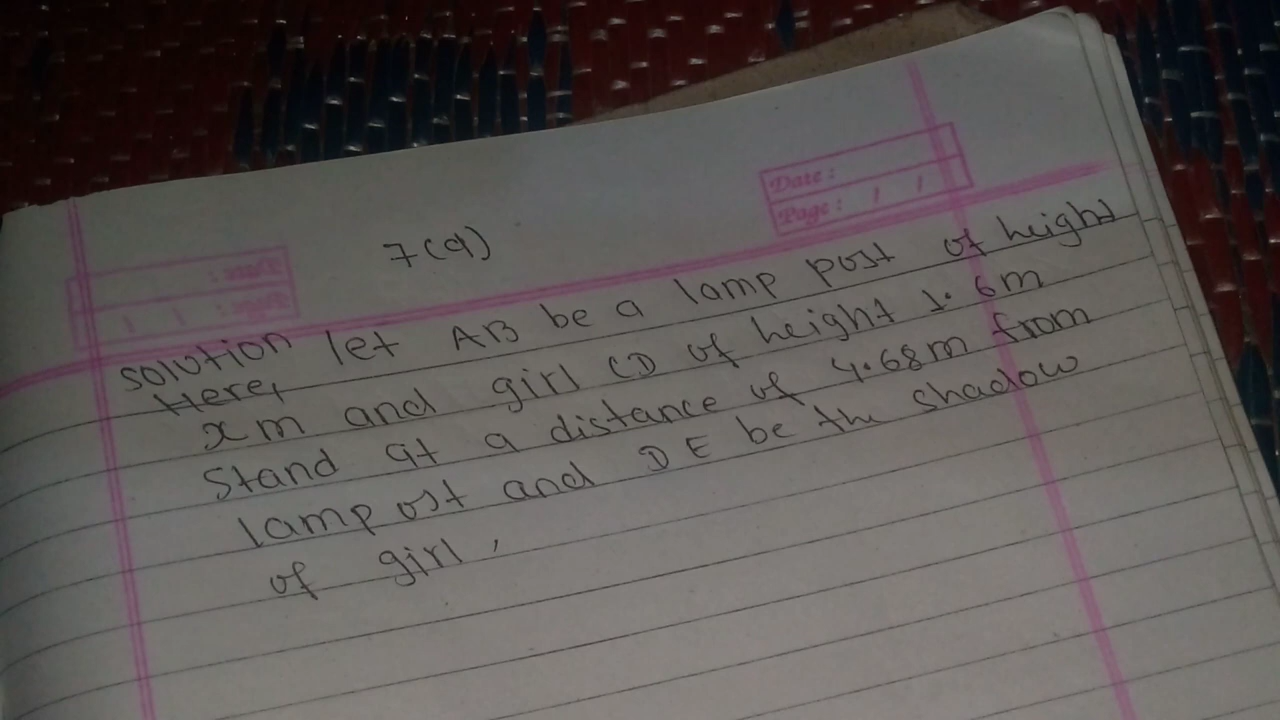 Date :
Page : / /
7(a)
solution let AB be a lamp post of height
Here,
x m and girl CD of height 1.6m
Stand at a distance of 4.68m from
lamp ost and DE be the shadow
of girl,